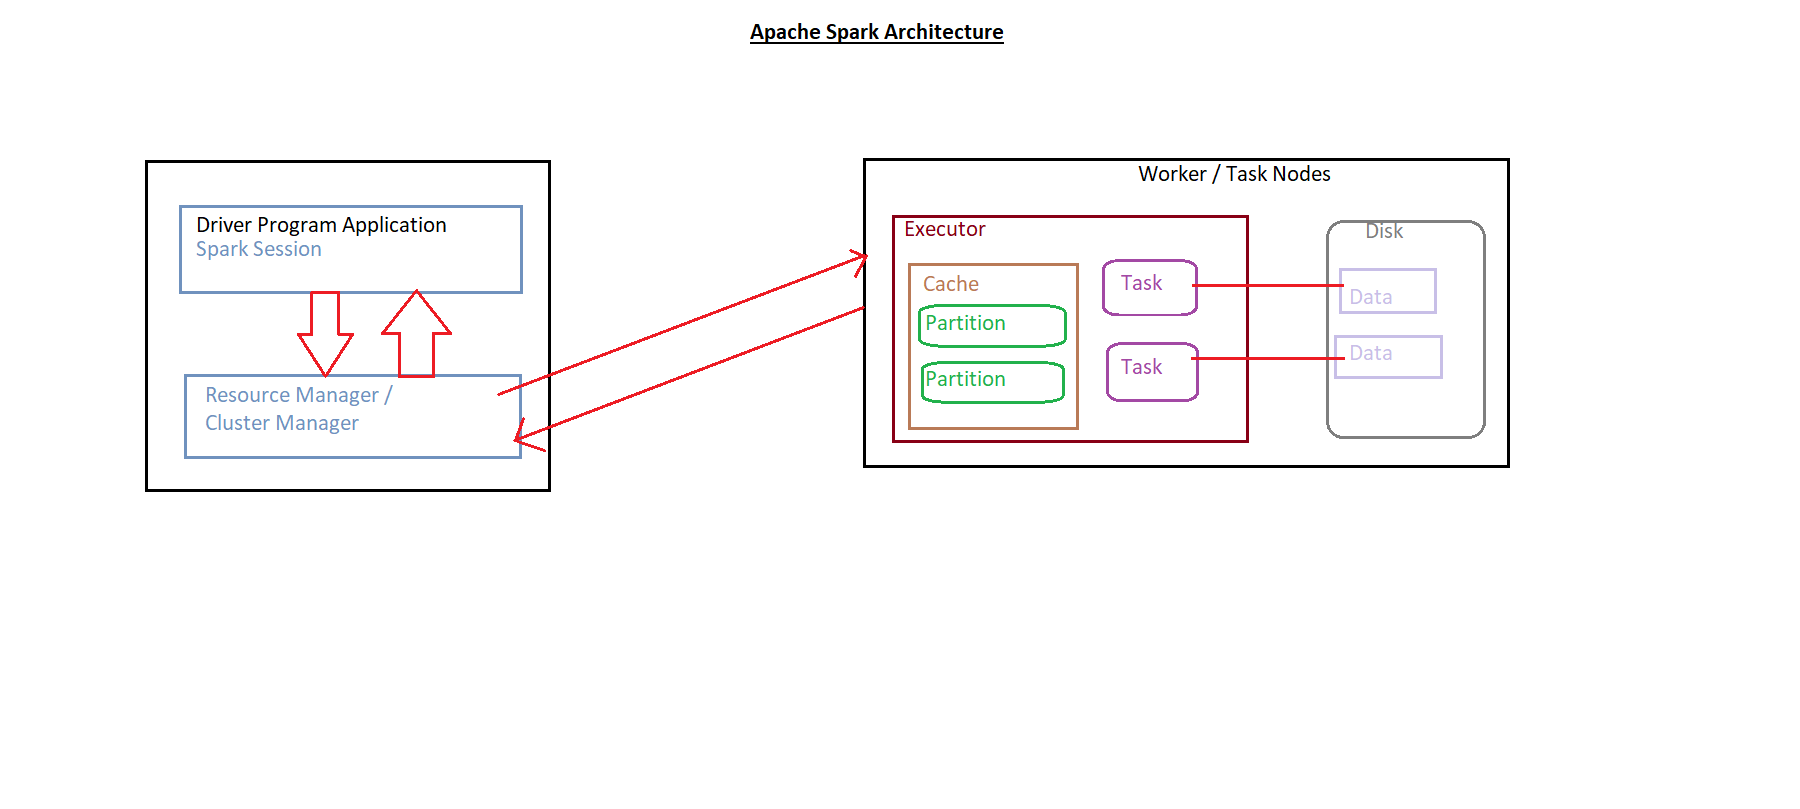 Apache Spark Architecture
Driver Program Application
Spark Session
Resource Manager /
Cluster Manager
Worker / Task Nodes
Executor
Cache
Partition
Partition
Task
Task
Disk
Data
Data